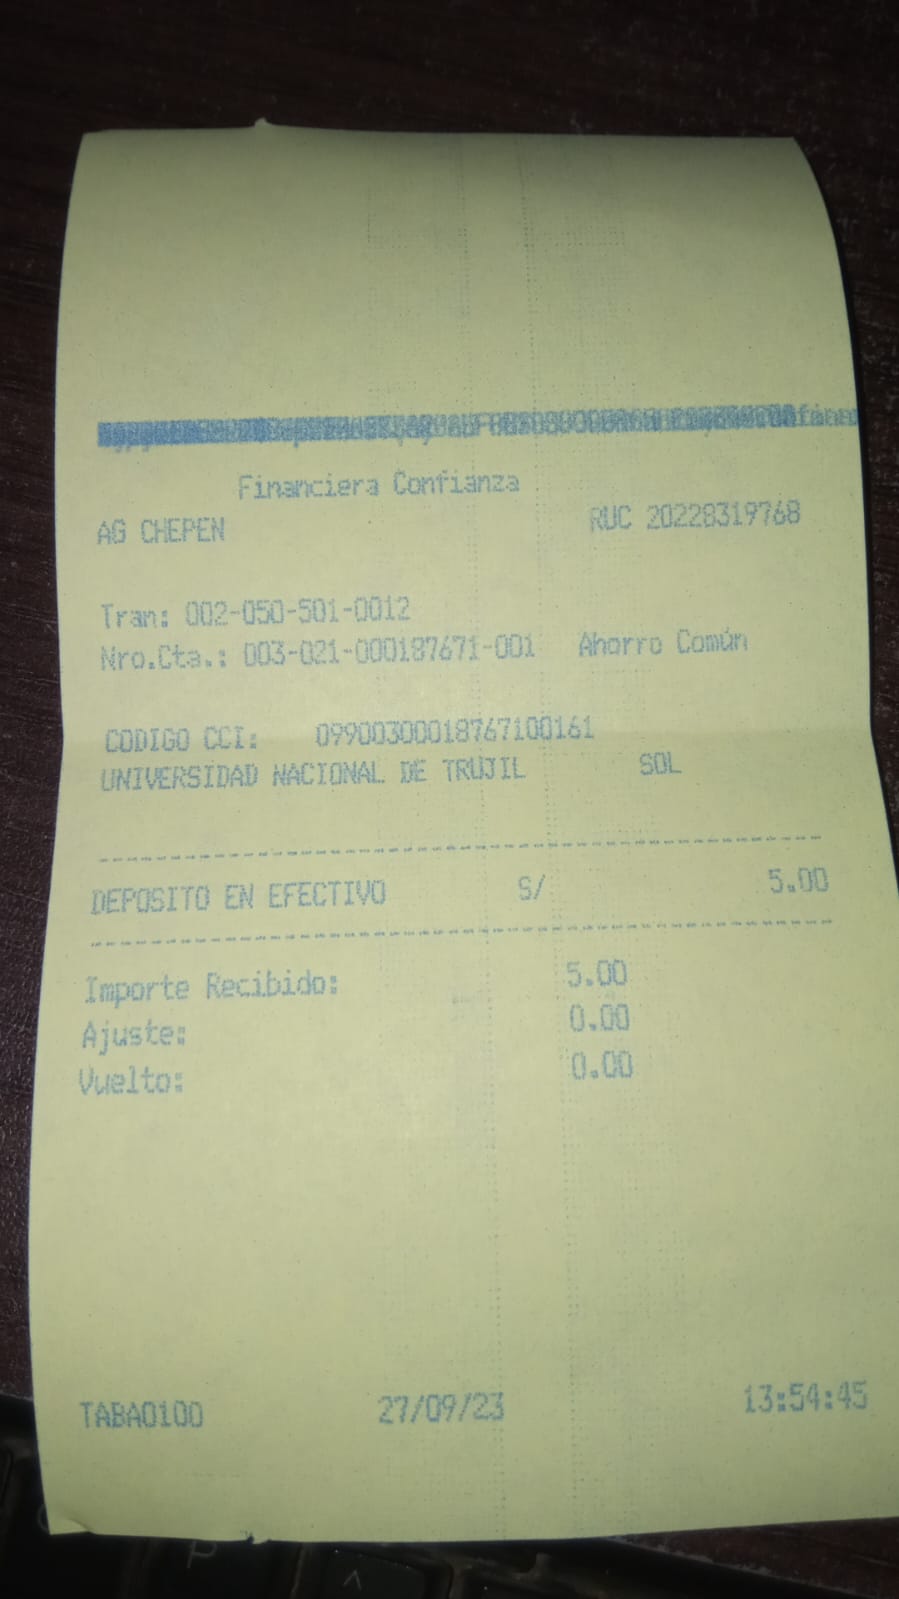 Financiera Confianza
AG CHEPEN RUC 20228319768
Tran: 002-050-501-0012
Nro.Cta.: 003-021-000187671-001 Ahorro Común
CODIGO CCI: 09900300018767100161
UNIVERSIDAD NACIONAL DE TRUJIL SOL
DEPOSITO EN EFECTIVO S/ 5.00
Importe Recibido: 5.00
Ajuste: 0.00
Vuelto: 0.00
TABA0100 27/09/23 13:54:45